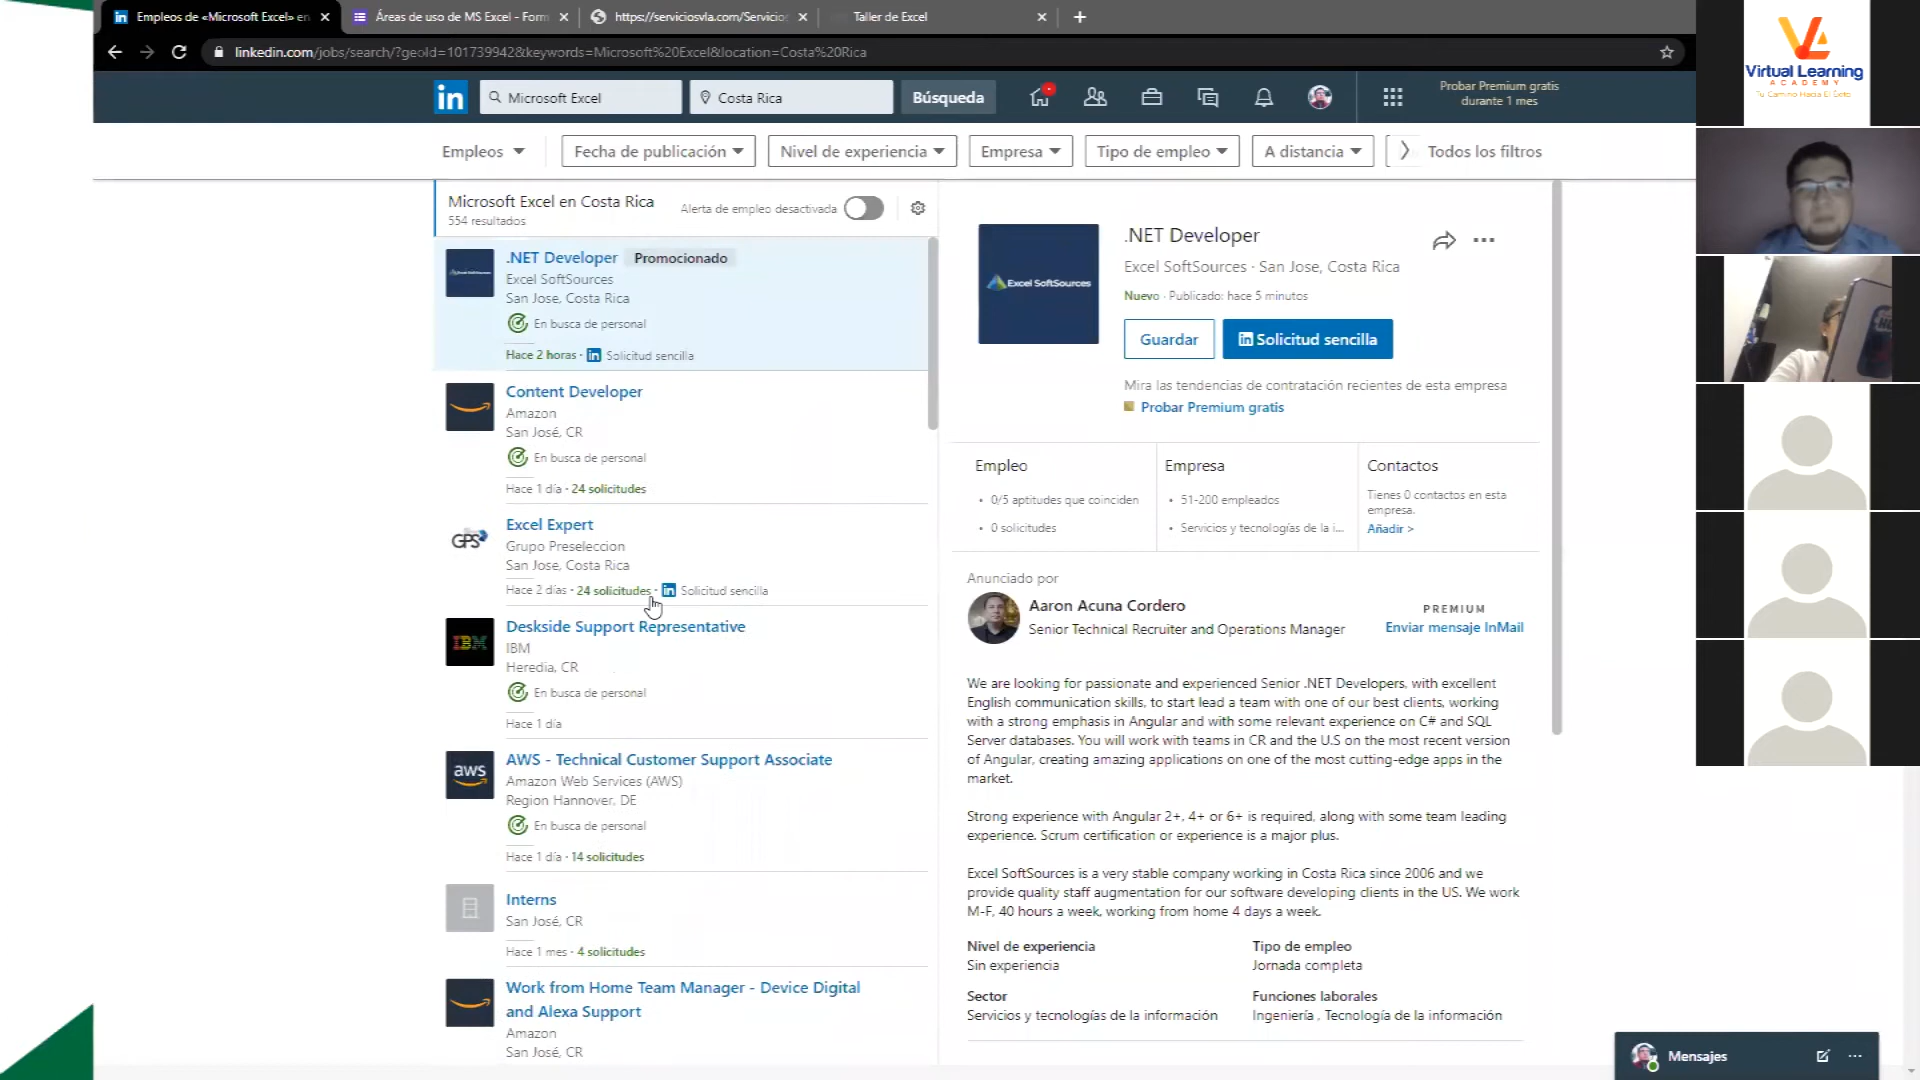 Empleos de «Microsoft Excel» en
Áreas de uso de MS Excel - Form
https://serviciosvla.com/Servicios
Taller de Excel
linkedin.com/jobs/search/?geoId=101739942&keywords=Microsoft%20Excel&location=Costa%20Rica
in
Microsoft Excel
Costa Rica
Búsqueda
Probar Premium gratis
durante 1 mes
Empleos
Fecha de publicación
Nivel de experiencia
Empresa
Tipo de empleo
A distancia
Todos los filtros
Microsoft Excel en Costa Rica
554 resultados
Alerta de empleo desactivada
.NET Developer
Promocionado
Excel SoftSources
San Jose, Costa Rica
En busca de personal
Hace 2 horas · in Solicitud sencilla
Content Developer
Amazon
San José, CR
En busca de personal
Hace 1 día · 24 solicitudes
GPS
Excel Expert
Grupo Preseleccion
San Jose, Costa Rica
Hace 2 días · 24 solicitudes · in Solicitud sencilla
IBM
Deskside Support Representative
IBM
Heredia, CR
En busca de personal
Hace 1 día
aws
AWS - Technical Customer Support Associate
Amazon Web Services (AWS)
Region Hannover, DE
En busca de personal
Hace 1 día · 14 solicitudes
Interns
San José, CR
Hace 1 mes · 4 solicitudes
Work from Home Team Manager - Device Digital
and Alexa Support
Amazon
San José, CR
Excel SoftSources
.NET Developer
Excel SoftSources · San Jose, Costa Rica
Nuevo · Publicado: hace 5 minutos
Guardar
in Solicitud sencilla
Mira las tendencias de contratación recientes de esta empresa
Probar Premium gratis
Empleo
• 0/5 aptitudes que coinciden
• 0 solicitudes
Empresa
• 51-200 empleados
• Servicios y tecnologías de la i...
Contactos
Tienes 0 contactos en esta
empresa.
Añadir >
Anunciado por
Aaron Acuna Cordero
Senior Technical Recruiter and Operations Manager
PREMIUM
Enviar mensaje InMail
We are looking for passionate and experienced Senior .NET Developers, with excellent
English communication skills, to start lead a team with one of our best clients, working
with a strong emphasis in Angular and with some relevant experience on C# and SQL
Server databases. You will work with teams in CR and the U.S on the most recent version
of Angular, creating amazing applications on one of the most cutting-edge apps in the
market.
Strong experience with Angular 2+, 4+ or 6+ is required, along with some team leading
experience. Scrum certification or experience is a major plus.
Excel SoftSources is a very stable company working in Costa Rica since 2006 and we
provide quality staff augmentation for our software developing clients in the US. We work
M-F, 40 hours a week, working from home 4 days a week.
Nivel de experiencia
Sin experiencia
Tipo de empleo
Jornada completa
Sector
Servicios y tecnologías de la información
Funciones laborales
Ingeniería , Tecnología de la información
Mensajes
VLA
Virtual Learning
ACADEMY
Tu Camino Hacia El Éxito